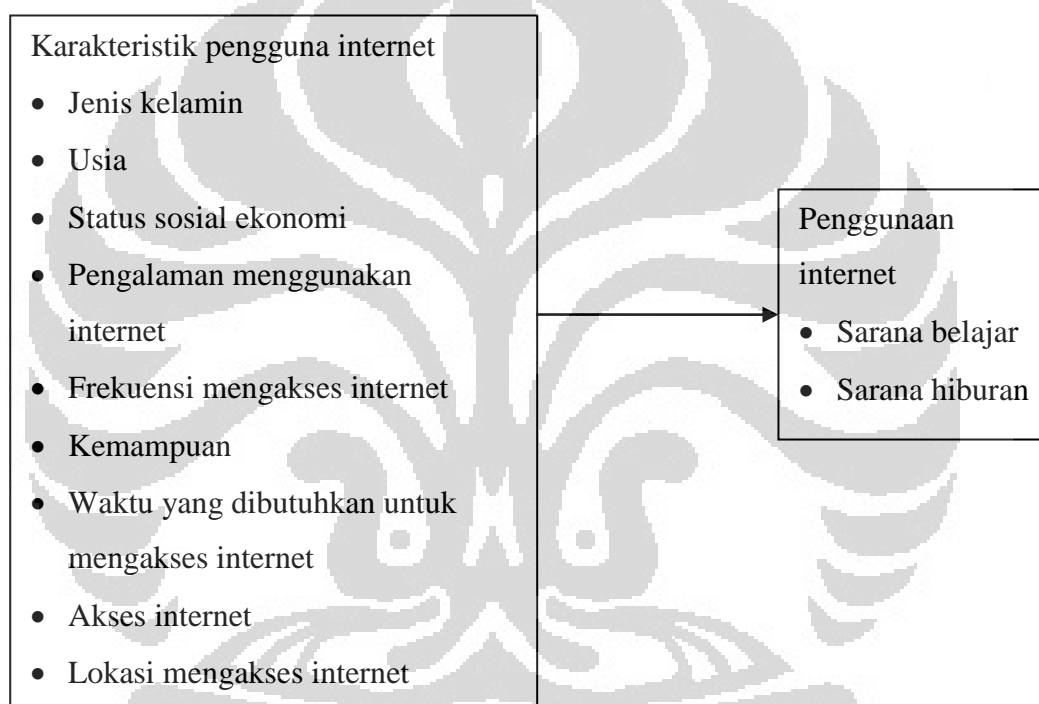 Karakteristik pengguna internet
• Jenis kelamin
• Usia
• Status sosial ekonomi
• Pengalaman menggunakan
internet
• Frekuensi mengakses internet
• Kemampuan
• Waktu yang dibutuhkan untuk
mengakses internet
• Akses internet
• Lokasi mengakses internet
Penggunaan
internet
• Sarana belajar
• Sarana hiburan